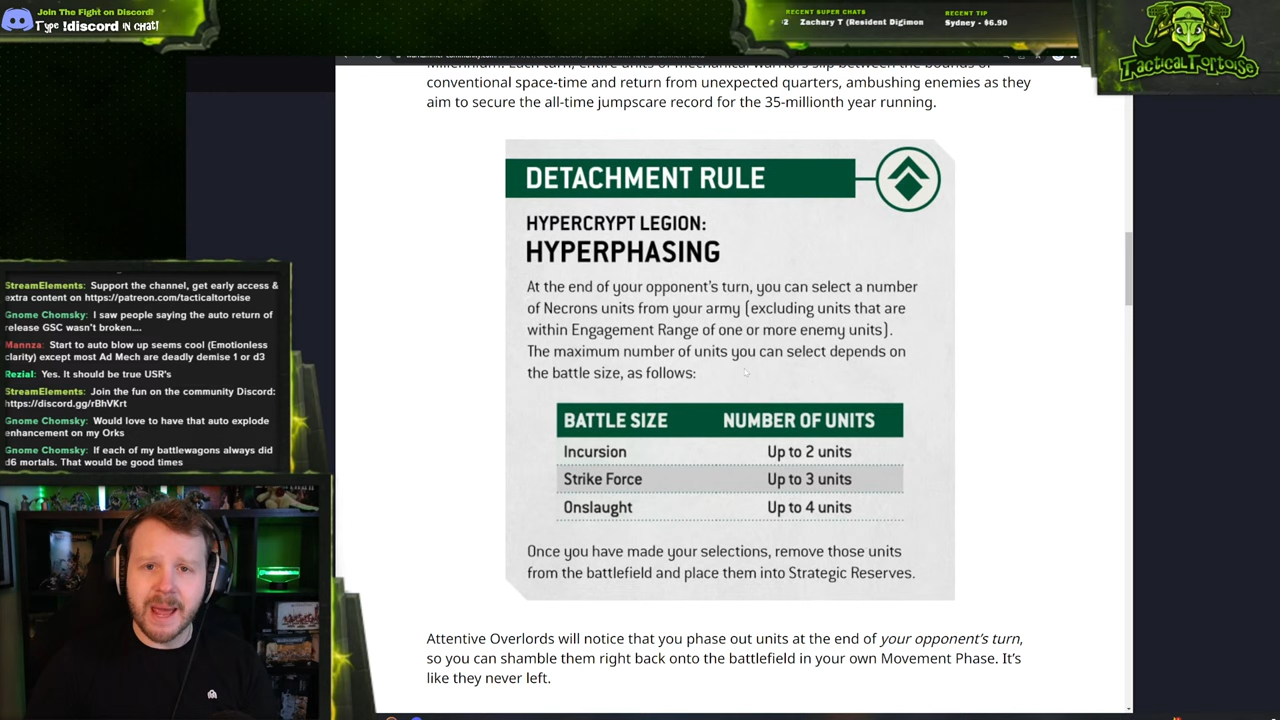 Join The Fight on Discord!
Type !discord in chat!
RECENT SUPER CHATS
Zachary T (Resident Digimon
RECENT TIP
Sydney - $6.90
TACTICALTORTOISE
conventional space-time and return from unexpected quarters, ambushing enemies as they
aim to secure the all-time jumpscare record for the 35-millionth year running.
DETACHMENT RULE
HYPERCRYPT LEGION:
HYPERPHASING
At the end of your opponent's turn, you can select a number
of Necrons units from your army (excluding units that are
within Engagement Range of one or more enemy units).
The maximum number of units you can select depends on
the battle size, as follows:
BATTLE SIZE NUMBER OF UNITS
Incursion Up to 2 units
Strike Force Up to 3 units
Onslaught Up to 4 units
Once you have made your selections, remove those units
from the battlefield and place them into Strategic Reserves.
Attentive Overlords will notice that you phase out units at the end of your opponent's turn,
so you can shamble them right back onto the battlefield in your own Movement Phase. It's
like they never left.
StreamElements: Support the channel, get early access &
extra content on https://patreon.com/tacticaltortoise
Gnome Chomsky: I saw people saying the auto return of
release GSC wasn't broken....
Mannza: Start to auto blow up seems cool (Emotionless
clarity) except most Ad Mech are deadly demise 1 or d3
Rezial: Yes. It should be true USR's
StreamElements: Join the fun on the community Discord:
https://discord.gg/rBhVKrt
Gnome Chomsky: Would love to have that auto explode
enhancement on my Orks
Gnome Chomsky: If each of my battlewagons always did
d6 mortals. That would be good times